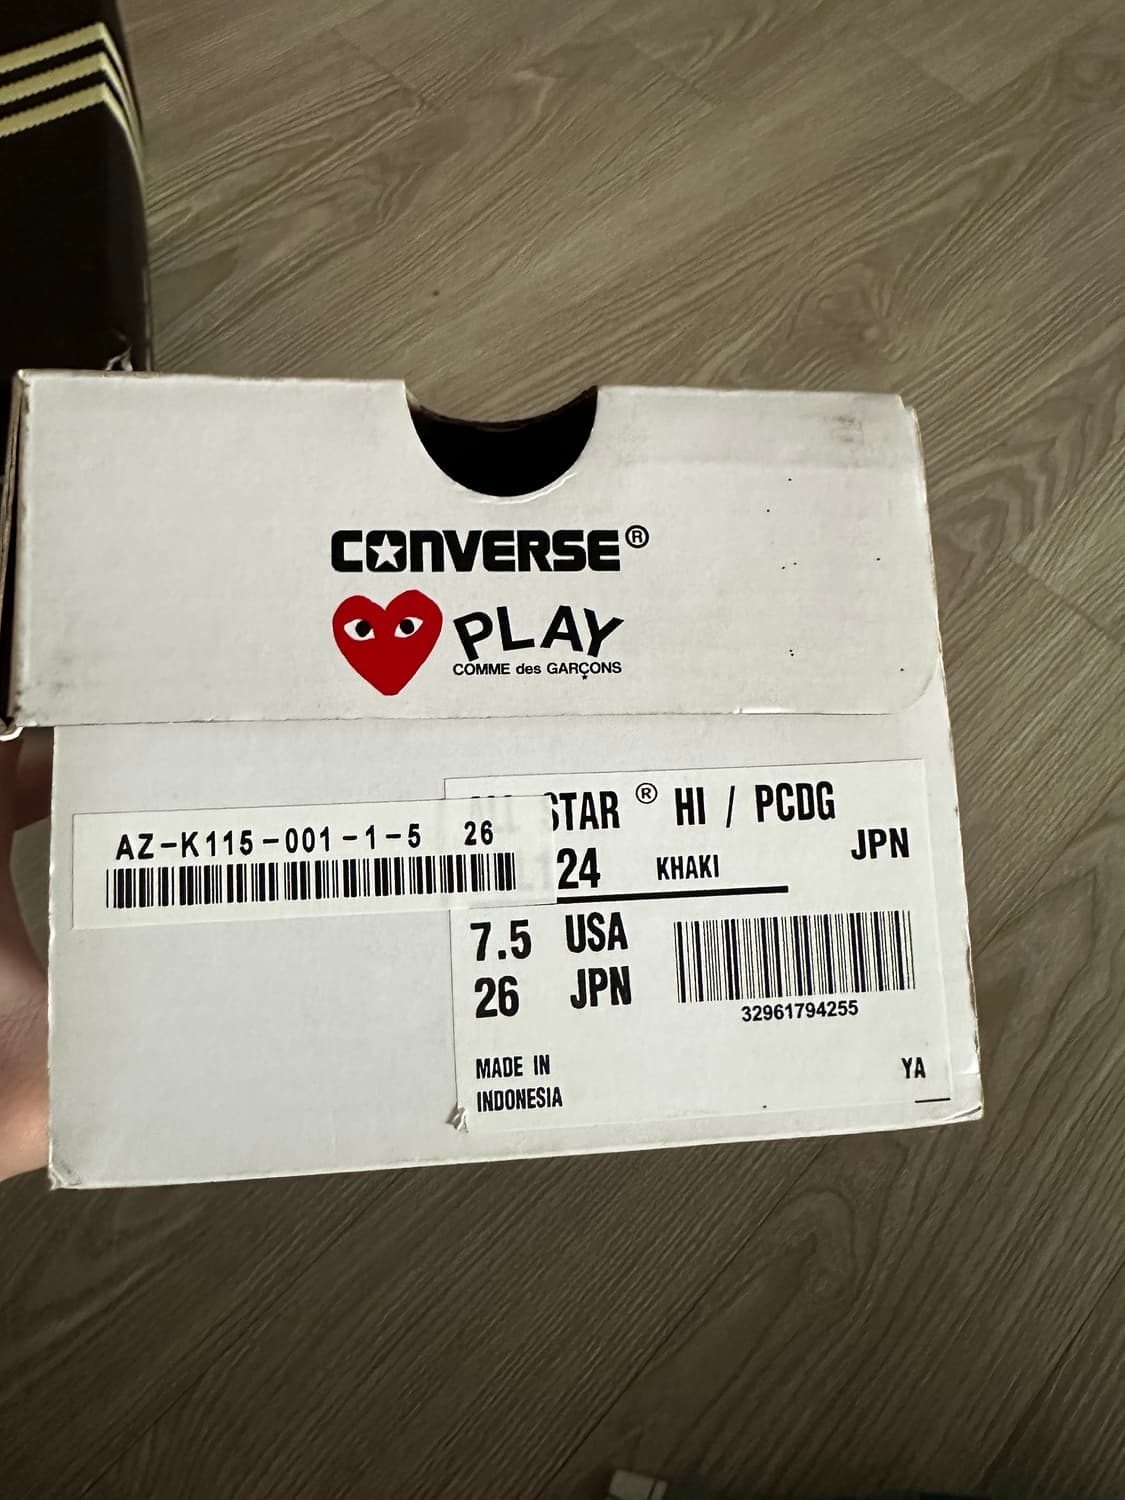 CONVERSE®
PLAY
COMME des GARÇONS
ALL STAR® HI / PCDG
AZ-K115-001-1-5 26
24 KHAKI JPN
7.5 USA
26 JPN
32961794255
MADE IN
INDONESIA
YA